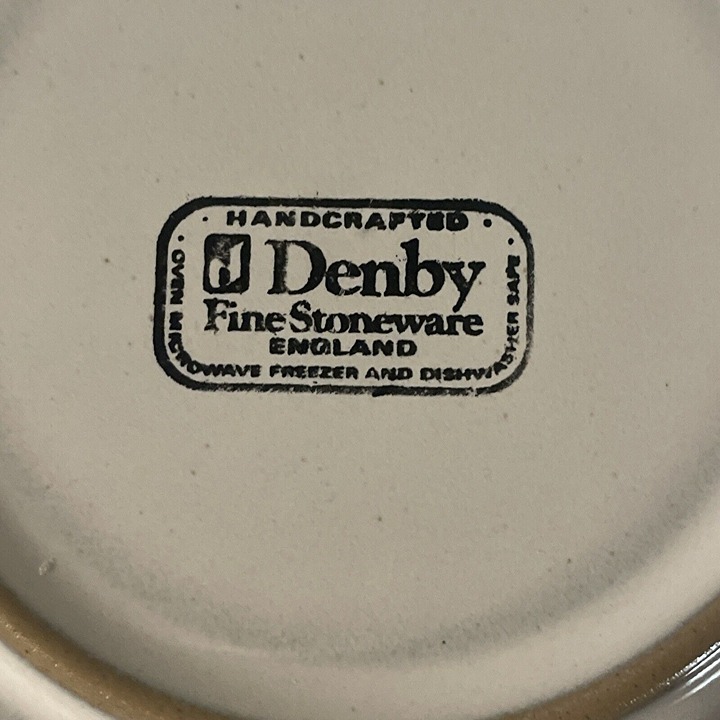 HANDCRAFTED
J Denby
Fine Stoneware
ENGLAND
OVEN MICROWAVE FREEZER AND DISHWASHER SAFE